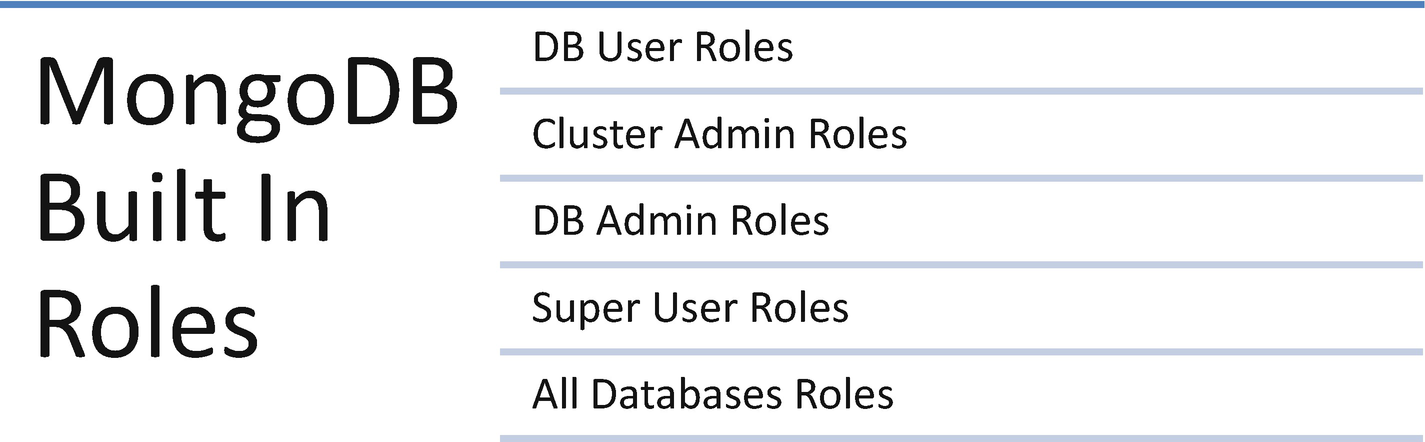 MongoDB
Built In
Roles
DB User Roles
Cluster Admin Roles
DB Admin Roles
Super User Roles
All Databases Roles